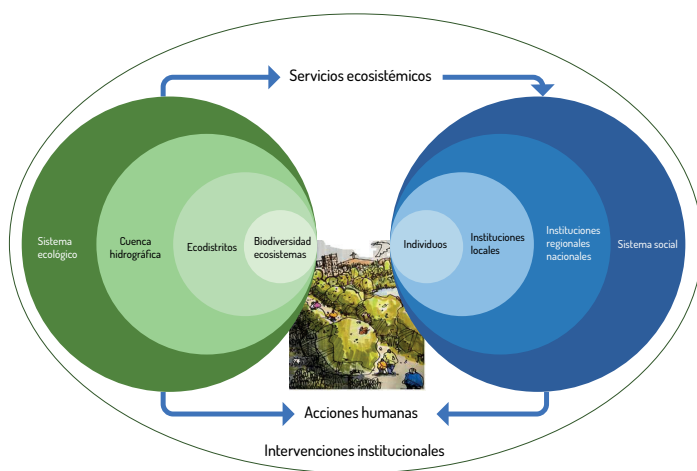 Servicios ecosistémicos
Sistema
ecológico
Cuenca
hidrográfica
Ecodistritos
Biodiversidad
ecosistemas
Individuos
Instituciones
locales
Instituciones
regionales
nacionales
Sistema social
Acciones humanas
Intervenciones institucionales